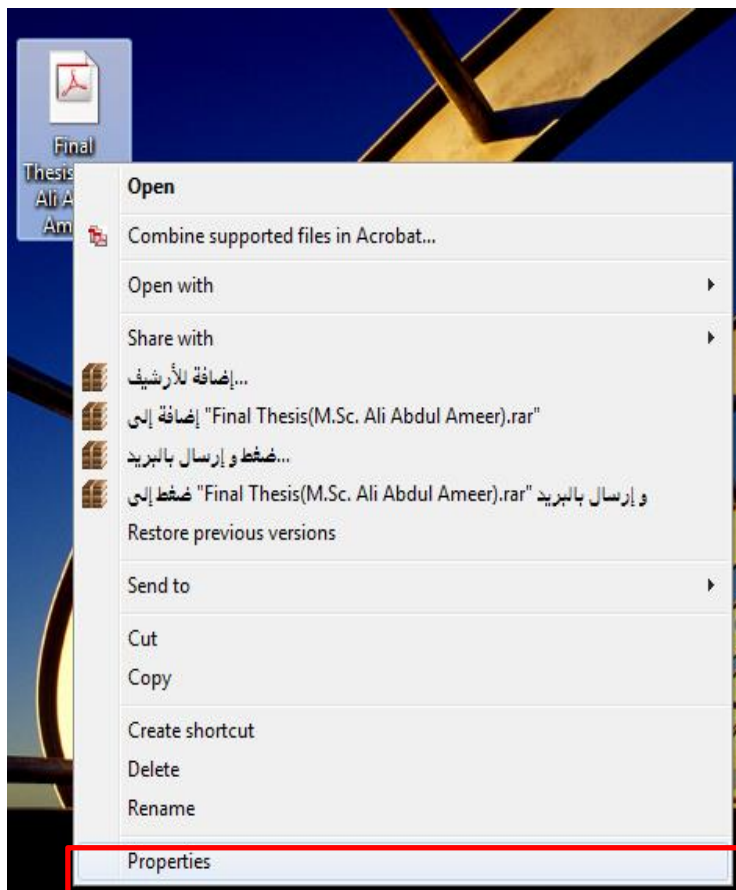 Final
Thesis
Ali A
Am
Open
Combine supported files in Acrobat...
Open with
Share with
إضافة للأرشيف...
إضافة إلى "Final Thesis(M.Sc. Ali Abdul Ameer).rar"
ضغط و إرسال بالبريد...
ضغط إلى "Final Thesis(M.Sc. Ali Abdul Ameer).rar" و إرسال بالبريد
Restore previous versions
Send to
Cut
Copy
Create shortcut
Delete
Rename
Properties